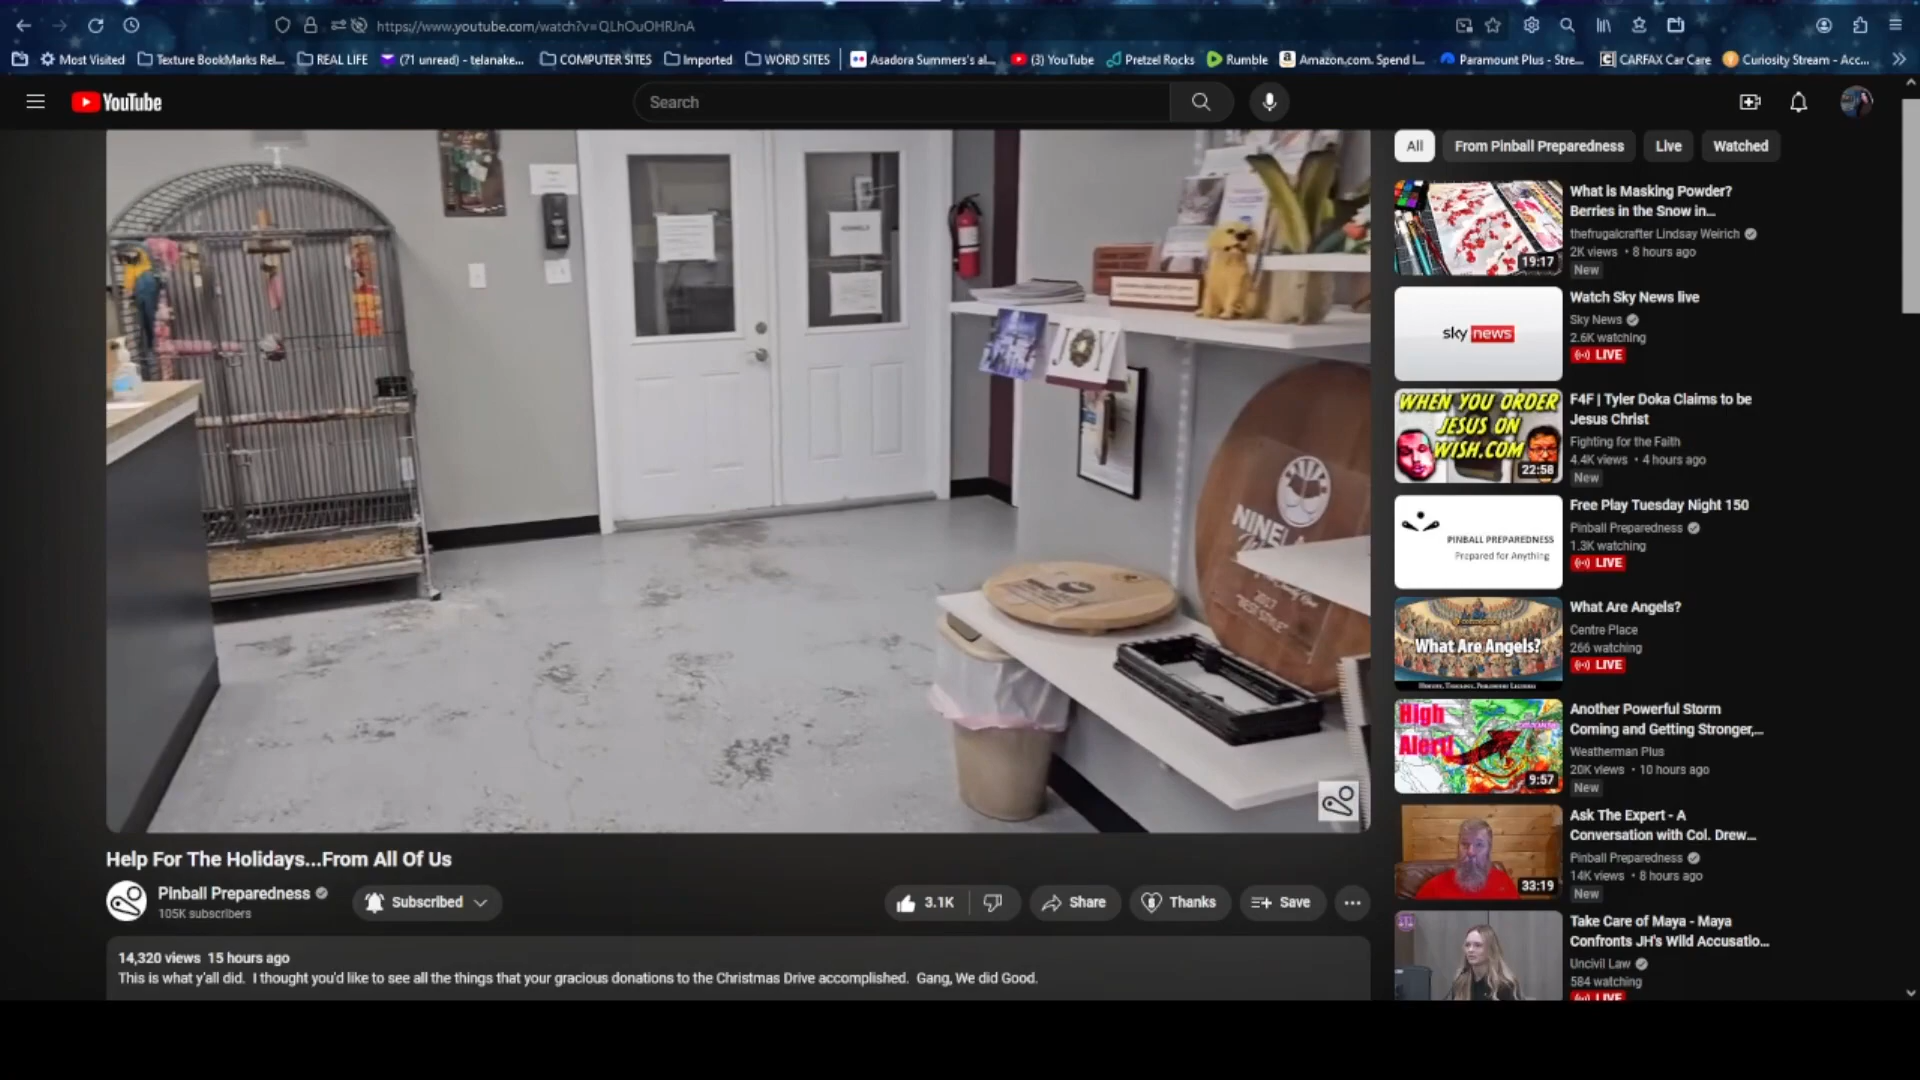 https://www.youtube.com/watch?v=QLhOuOHRJnA
Most Visited
Texture BookMarks Rel...
REAL LIFE
(71 unread) - telanake...
COMPUTER SITES
Imported
WORD SITES
Asadora Summers's al...
(3) YouTube
Pretzel Rocks
Rumble
Amazon.com. Spend l...
Paramount Plus - Stre...
CARFAX Car Care
Curiosity Stream - Acc...
YouTube
Search
JOY
2017
"BEST STYLE"
Help For The Holidays...From All Of Us
Pinball Preparedness
105K subscribers
Subscribed
3.1K
Share
Thanks
Save
14,320 views 15 hours ago
This is what y'all did. I thought you'd like to see all the things that your gracious donations to the Christmas Drive accomplished. Gang, We did Good.
All
From Pinball Preparedness
Live
Watched
19:17
What is Masking Powder?
Berries in the Snow in...
thefrugalcrafter Lindsay Weirich
2K views • 8 hours ago
New
sky news
Watch Sky News live
Sky News
2.6K watching
LIVE
WHEN YOU ORDER
JESUS ON
WISH.COM
22:58
F4F | Tyler Doka Claims to be
Jesus Christ
Fighting for the Faith
4.4K views • 4 hours ago
New
PINBALL PREPAREDNESS
Prepared for Anything
Free Play Tuesday Night 150
Pinball Preparedness
1.3K watching
LIVE
What Are Angels?
What Are Angels?
Centre Place
266 watching
LIVE
High
Alert!
9:57
Another Powerful Storm
Coming and Getting Stronger,...
Weatherman Plus
20K views • 10 hours ago
New
33:19
Ask The Expert - A
Conversation with Col. Drew...
Pinball Preparedness
14K views • 8 hours ago
New
Take Care of Maya - Maya
Confronts JH's Wild Accusatio...
Uncivil Law
584 watching
LIVE